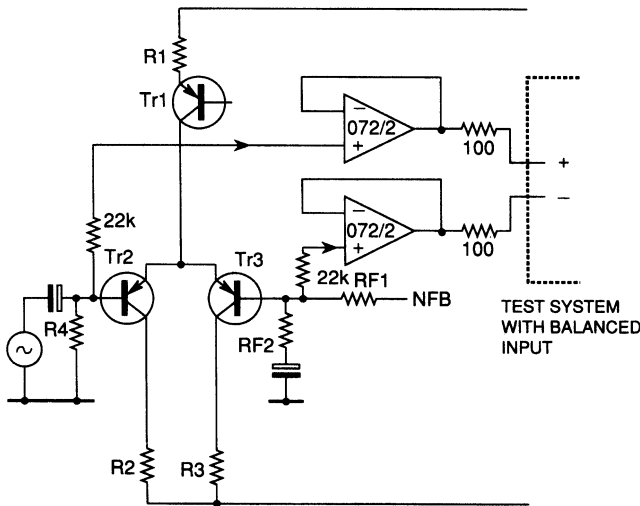 R1
Tr1
072/2
−
+
100
+
−
072/2
−
+
100
22k
Tr2
Tr3
22k
RF1
NFB
R4
RF2
TEST SYSTEM
WITH BALANCED
INPUT
R2
R3